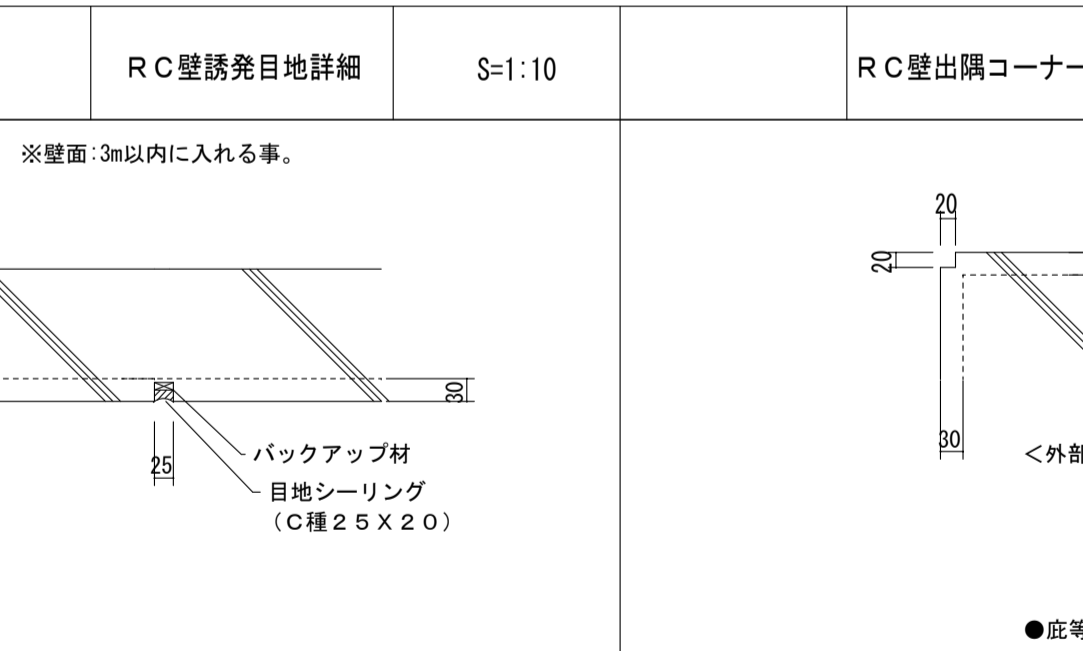 ＲＣ壁誘発目地詳細
S=1:10
ＲＣ壁出隅コーナー
※壁面:3m以内に入れる事。
20
20
30
25
バックアップ材
目地シーリング
（Ｃ種２５Ｘ２０）
30
＜外部
●庇等